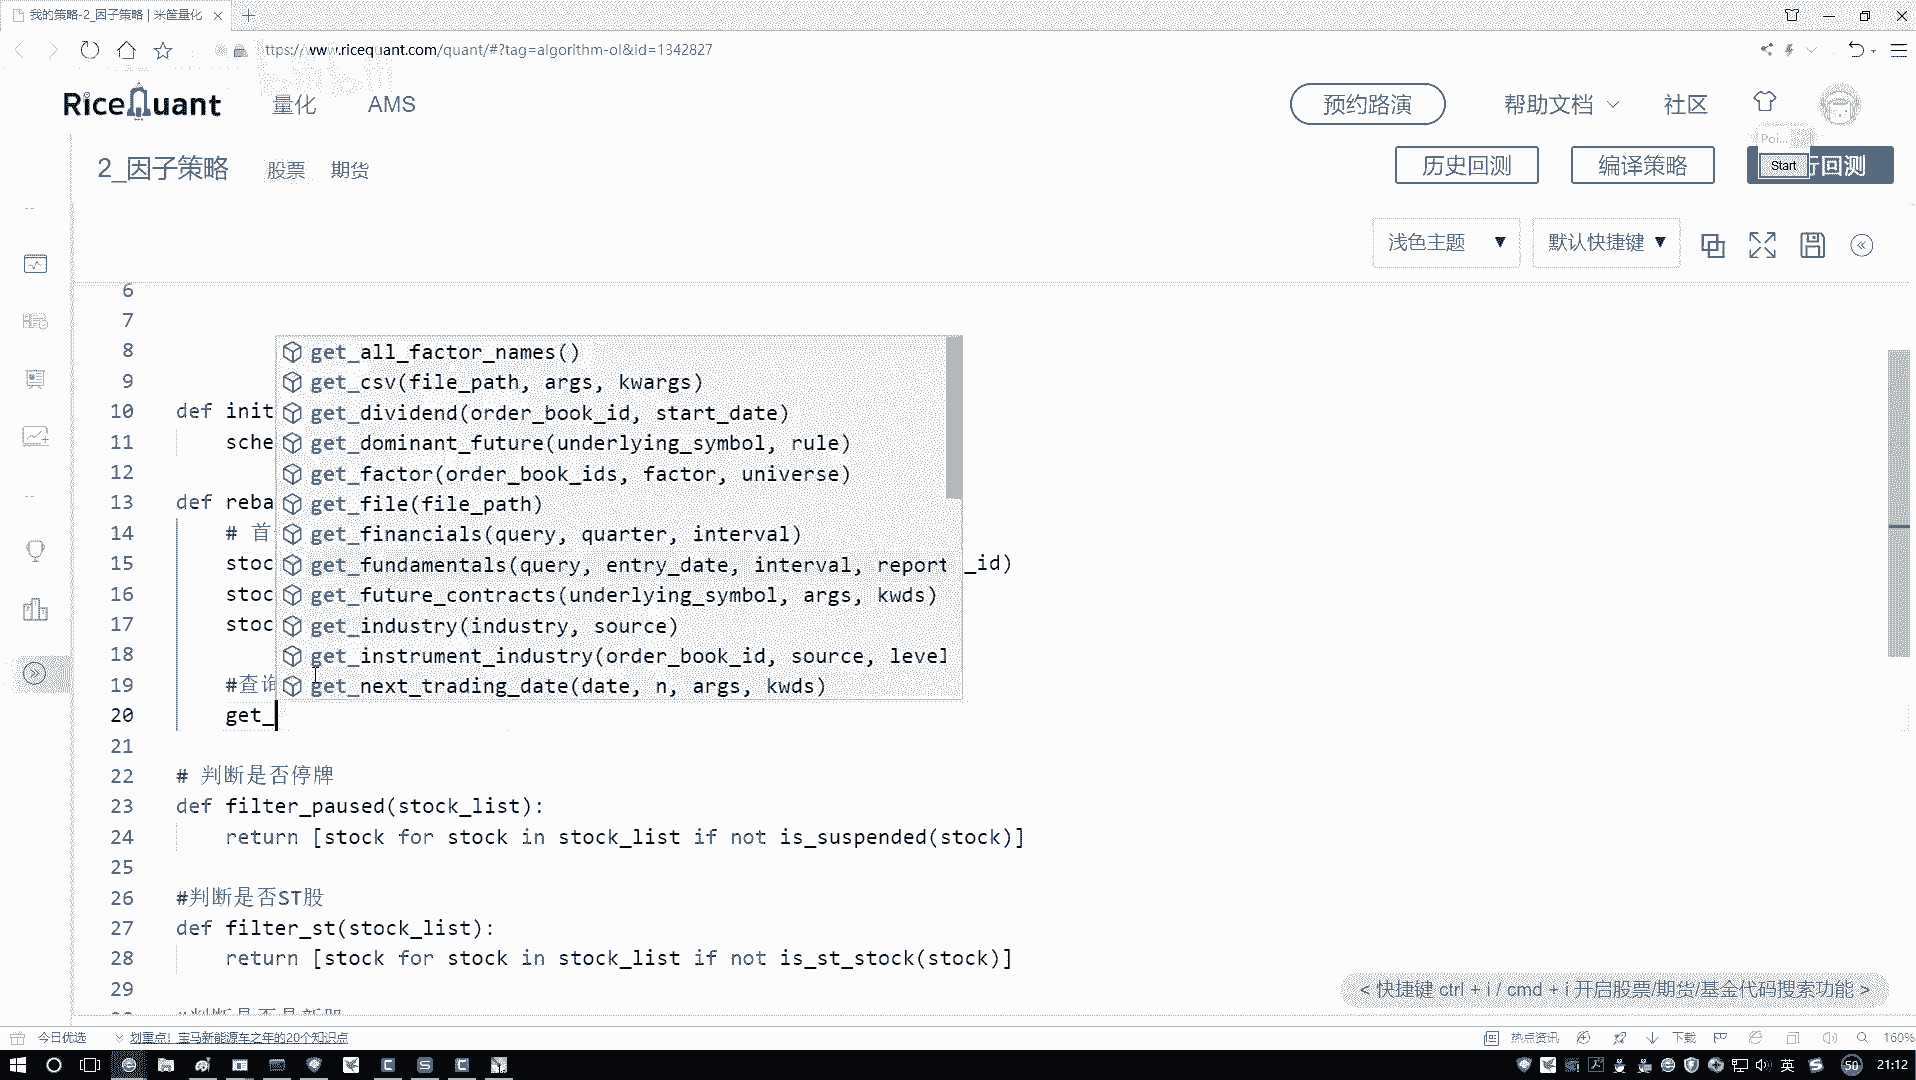 我的策略-2_因子策略 | 米筐量化
https://www.ricequant.com/quant/#?tag=algorithm-ol&id=1342827
RiceQuant 量化 AMS 预约路演 帮助文档 社区
Poi...
2_因子策略 股票 期货 历史回测 编译策略 Start 行回测
浅色主题 ▼ 默认快捷键 ▼
6
7
8 get_all_factor_names()
9 get_csv(file_path, args, kwargs)
10 def init get_dividend(order_book_id, start_date)
11 sche get_dominant_future(underlying_symbol, rule)
12 get_factor(order_book_ids, factor, universe)
13 def reba get_file(file_path)
14 # 首 get_financials(query, quarter, interval)
15 stoc get_fundamentals(query, entry_date, interval, report _id)
16 stoc get_future_contracts(underlying_symbol, args, kwds)
17 stoc get_industry(industry, source)
18 get_instrument_industry(order_book_id, source, level
19 #查询 get_next_trading_date(date, n, args, kwds)
20 get_
21
22 # 判断是否停牌
23 def filter_paused(stock_list):
24 return [stock for stock in stock_list if not is_suspended(stock)]
25
26 #判断是否ST股
27 def filter_st(stock_list):
28 return [stock for stock in stock_list if not is_st_stock(stock)]
29
< 快捷键 ctrl + i / cmd + i 开启股票/期货/基金代码搜索功能 >
今日优选 划重点！宝马新能源车之年的20个知识点 热点资讯 下载 160%
英 50 21:12